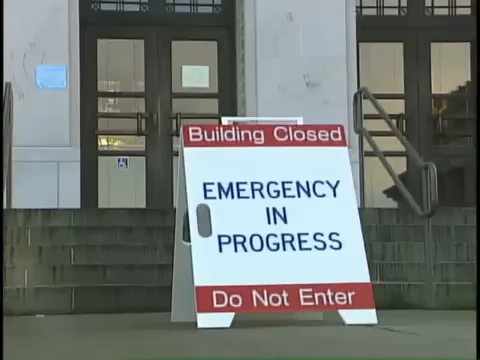 Building Closed
EMERGENCY
IN
PROGRESS
Do Not Enter